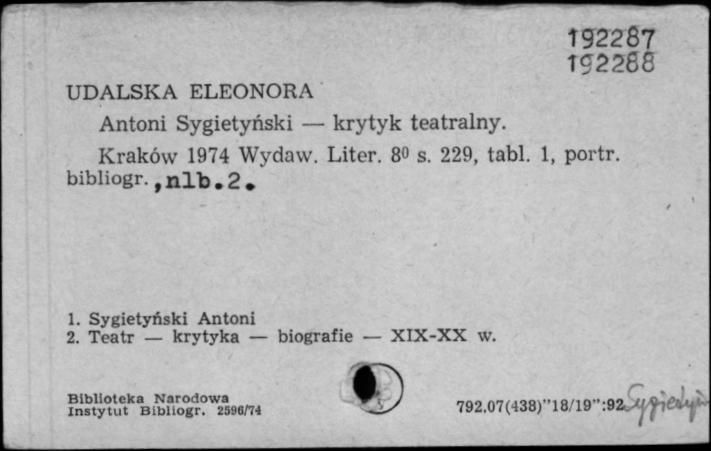 192287
192288
UDALSKA ELEONORA
Antoni Sygietyński — krytyk teatralny.
Kraków 1974 Wydaw. Liter. 8⁰ s. 229, tabl. 1, portr.
bibliogr. ,nlb.2.
1. Sygietyński Antoni
2. Teatr — krytyka — biografie — XIX-XX w.
Biblioteka Narodowa
Instytut Bibliogr. 2596/74
792.07(438)"18/19":92